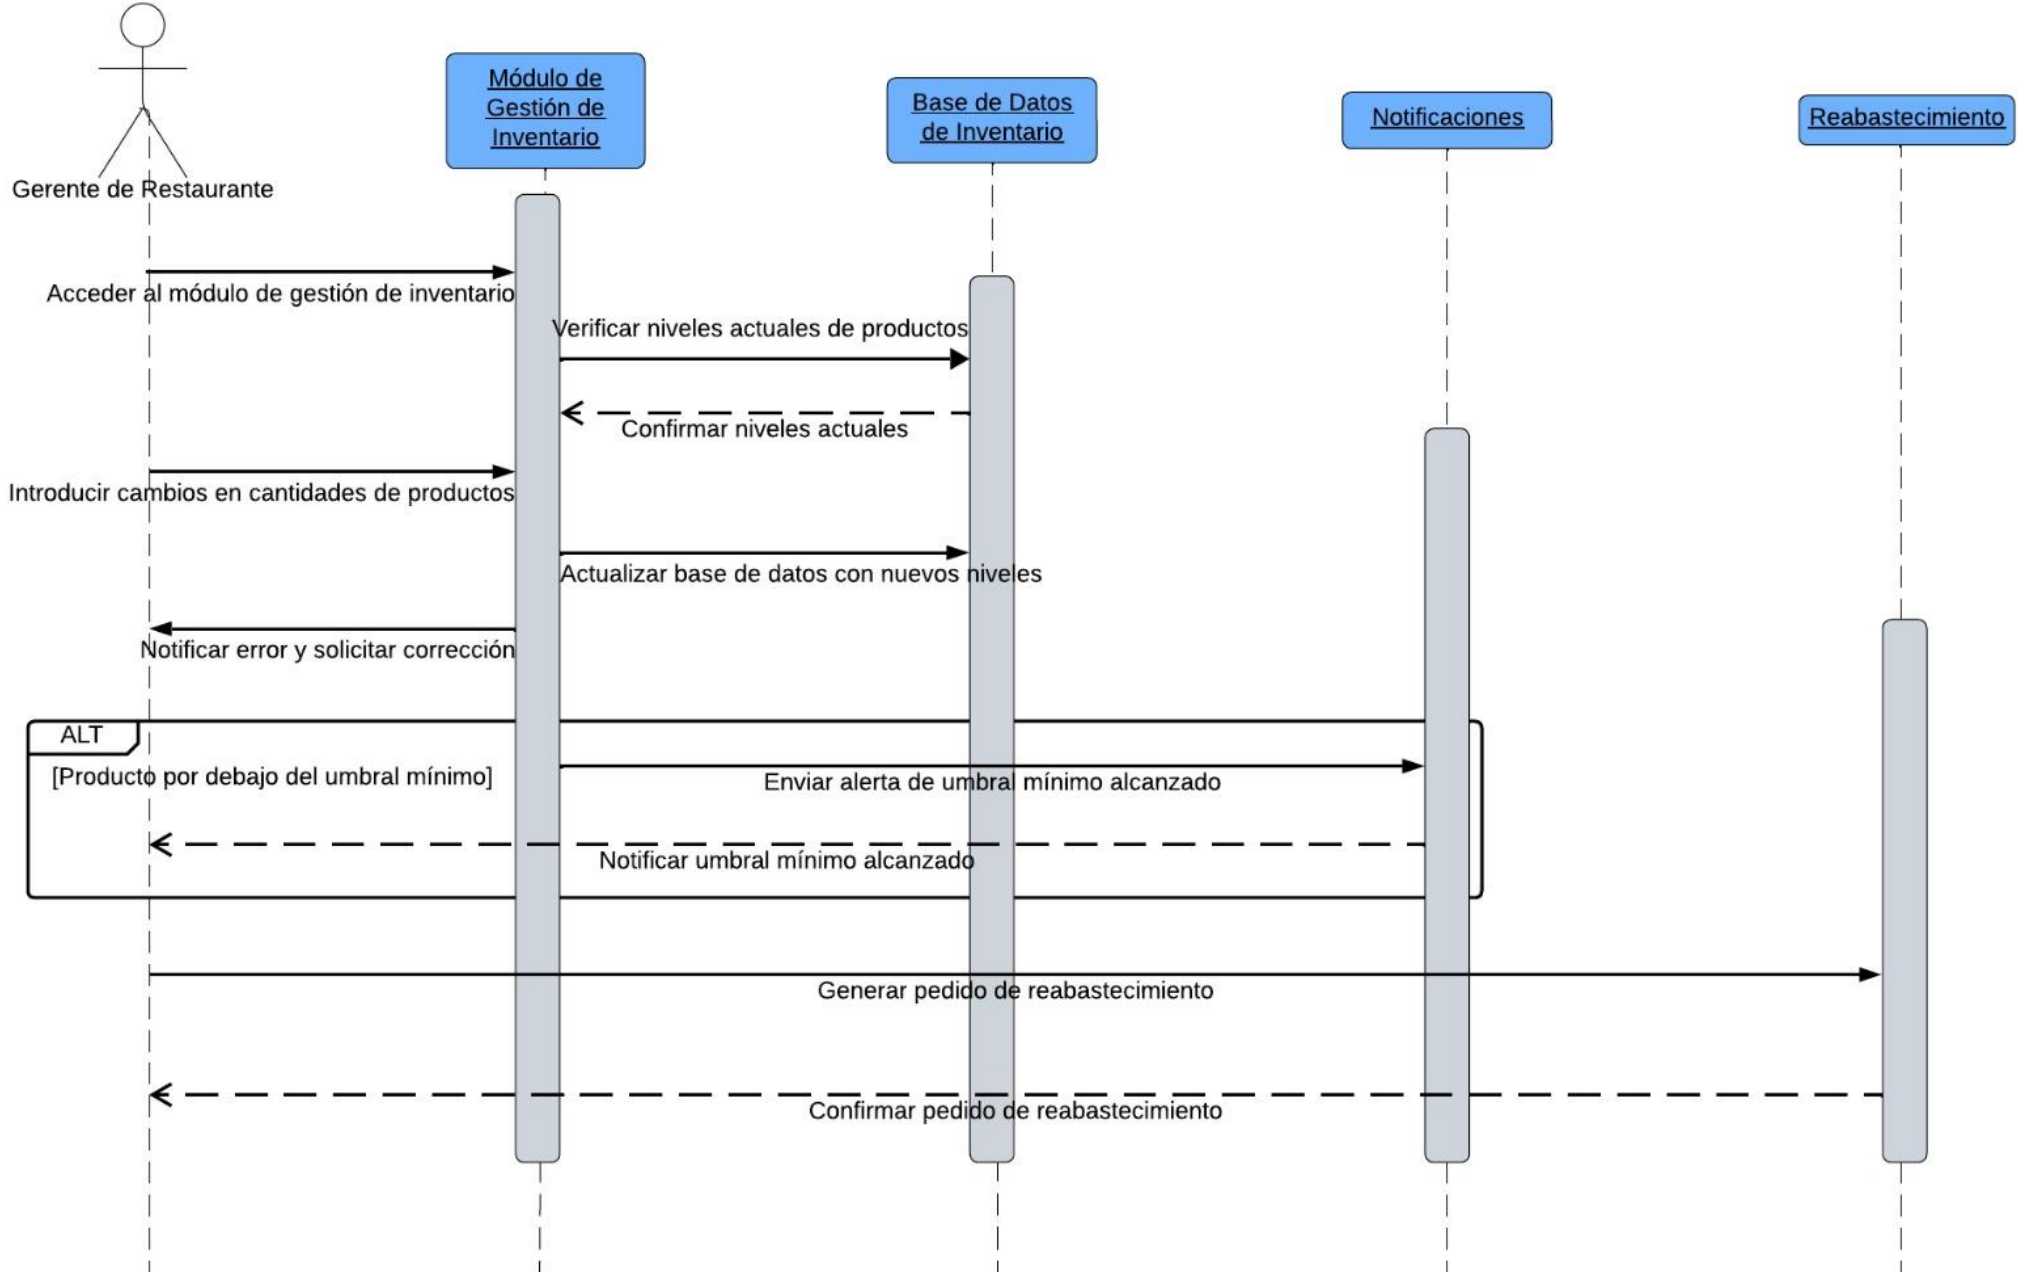 Módulo de
Gestión de
Inventario
Base de Datos
de Inventario
Notificaciones
Reabastecimiento
Gerente de Restaurante
Acceder al módulo de gestión de inventario
Verificar niveles actuales de productos
Confirmar niveles actuales
Introducir cambios en cantidades de productos
Actualizar base de datos con nuevos niveles
Notificar error y solicitar corrección
ALT
[Producto por debajo del umbral mínimo]
Enviar alerta de umbral mínimo alcanzado
Notificar umbral mínimo alcanzado
Generar pedido de reabastecimiento
Confirmar pedido de reabastecimiento